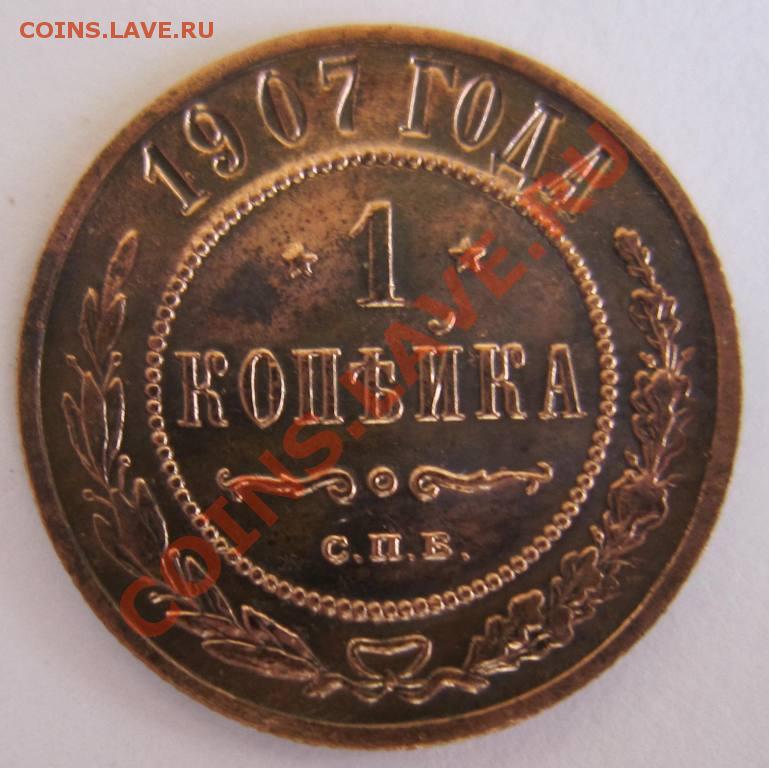 COINS.LAVE.RU
1907 ГОДА
1
КОПѢЙКА
С.П.Б.
COINS.LAVE.RU